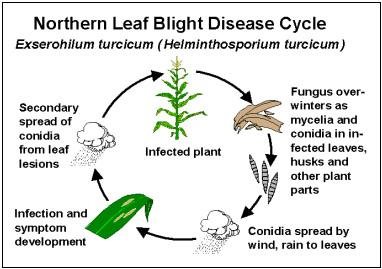 Northern Leaf Blight Disease Cycle
Exserohilum turcicum (Helminthosporium turcicum)
Infected plant
Fungus over-
winters as
mycelia and
conidia in in-
fected leaves,
husks and
other plant
parts
Conidia spread by
wind, rain to leaves
Infection and
symptom
development
Secondary
spread of
conidia
from leaf
lesions